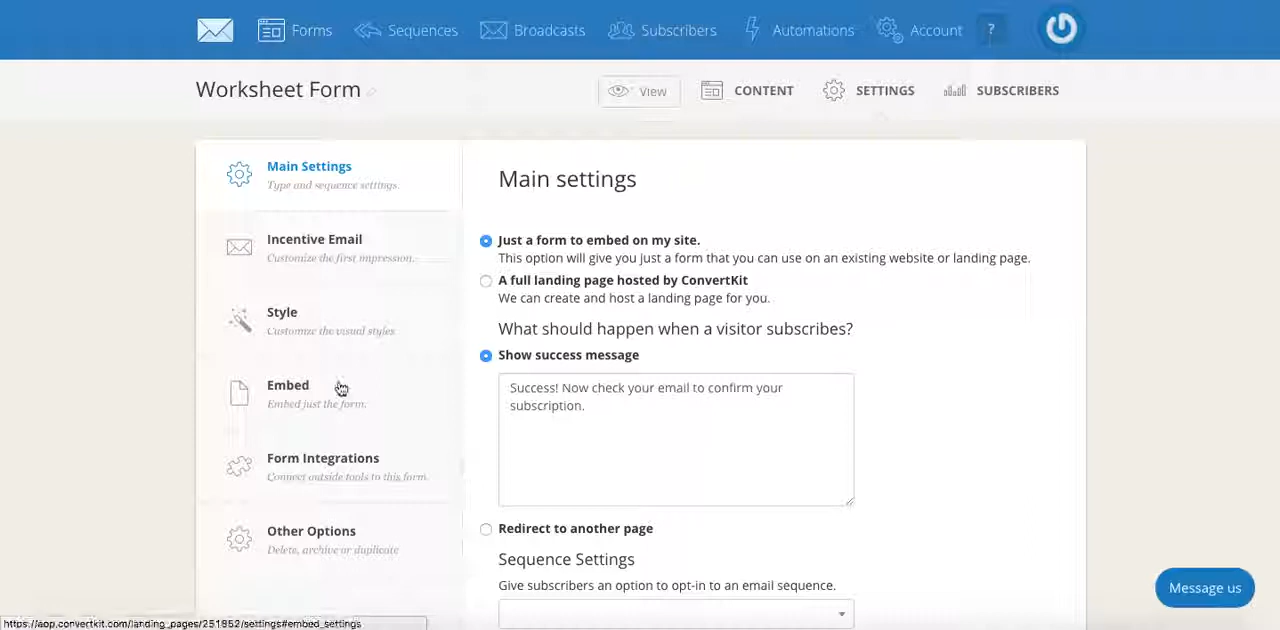 Forms Sequences Broadcasts Subscribers Automations Account ?
Worksheet Form View CONTENT SETTINGS SUBSCRIBERS
Main Settings
Type and sequence settings.
Incentive Email
Customize the first impression.
Style
Customize the visual styles
Embed
Embed just the form.
Form Integrations
Connect outside tools to this form.
Other Options
Delete, archive or duplicate
Main settings
Just a form to embed on my site.
This option will give you just a form that you can use on an existing website or landing page.
A full landing page hosted by ConvertKit
We can create and host a landing page for you.
What should happen when a visitor subscribes?
Show success message
Success! Now check your email to confirm your
subscription.
Redirect to another page
Sequence Settings
Give subscribers an option to opt-in to an email sequence.
Message us
https://app.convertkit.com/landing_pages/251852/settings#embed_settings